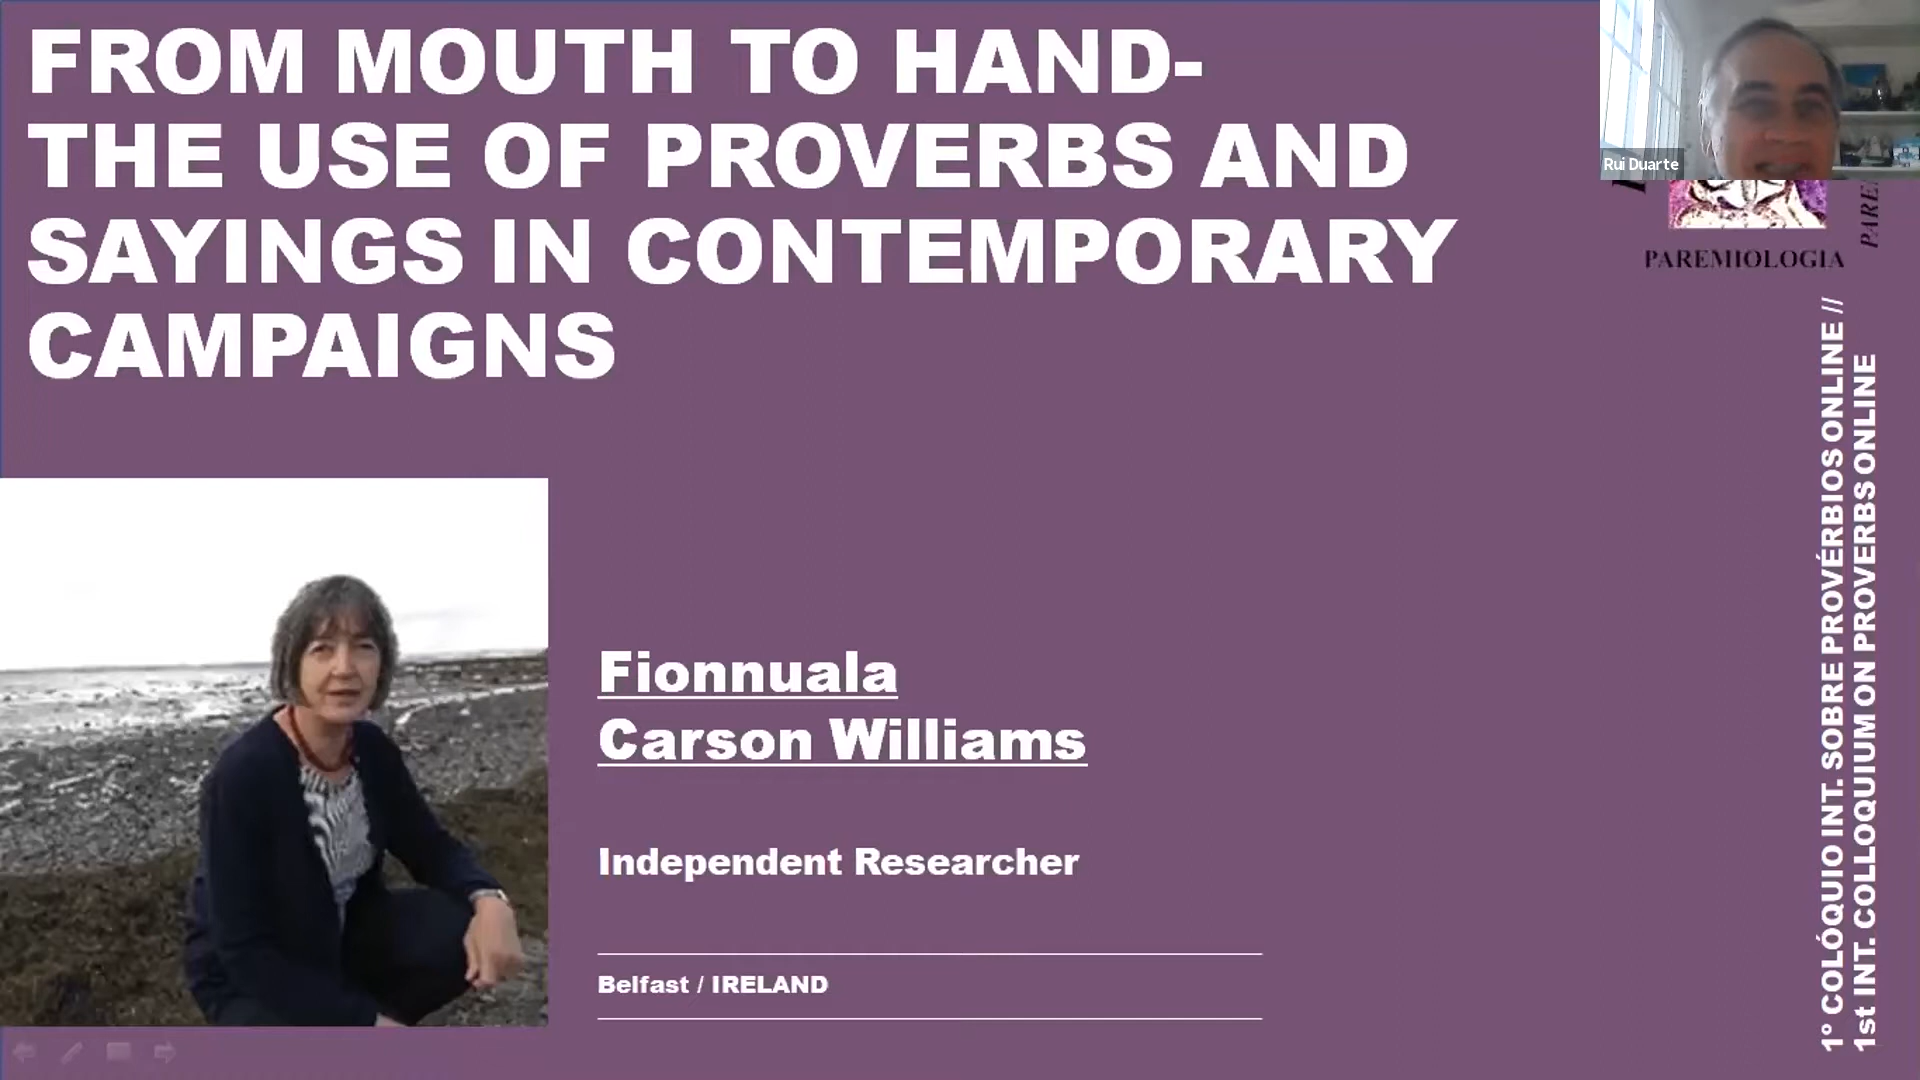 FROM MOUTH TO HAND-
THE USE OF PROVERBS AND
SAYINGS IN CONTEMPORARY
CAMPAIGNS
Rui Duarte
PAREMIOLOGIA
1º COLÓQUIO INT. SOBRE PROVÉRBIOS ONLINE //
1st INT. COLLOQUIUM ON PROVERBS ONLINE
Fionnuala
Carson Williams
Independent Researcher
Belfast / IRELAND